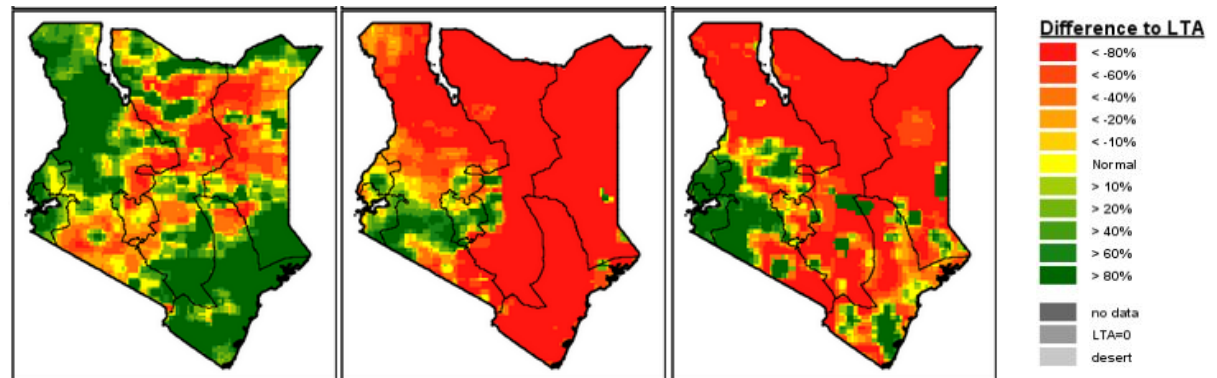 Difference to LTA
< -80%
< -60%
< -40%
< -20%
< -10%
Normal
> 10%
> 20%
> 40%
> 60%
> 80%
no data
LTA=0
desert